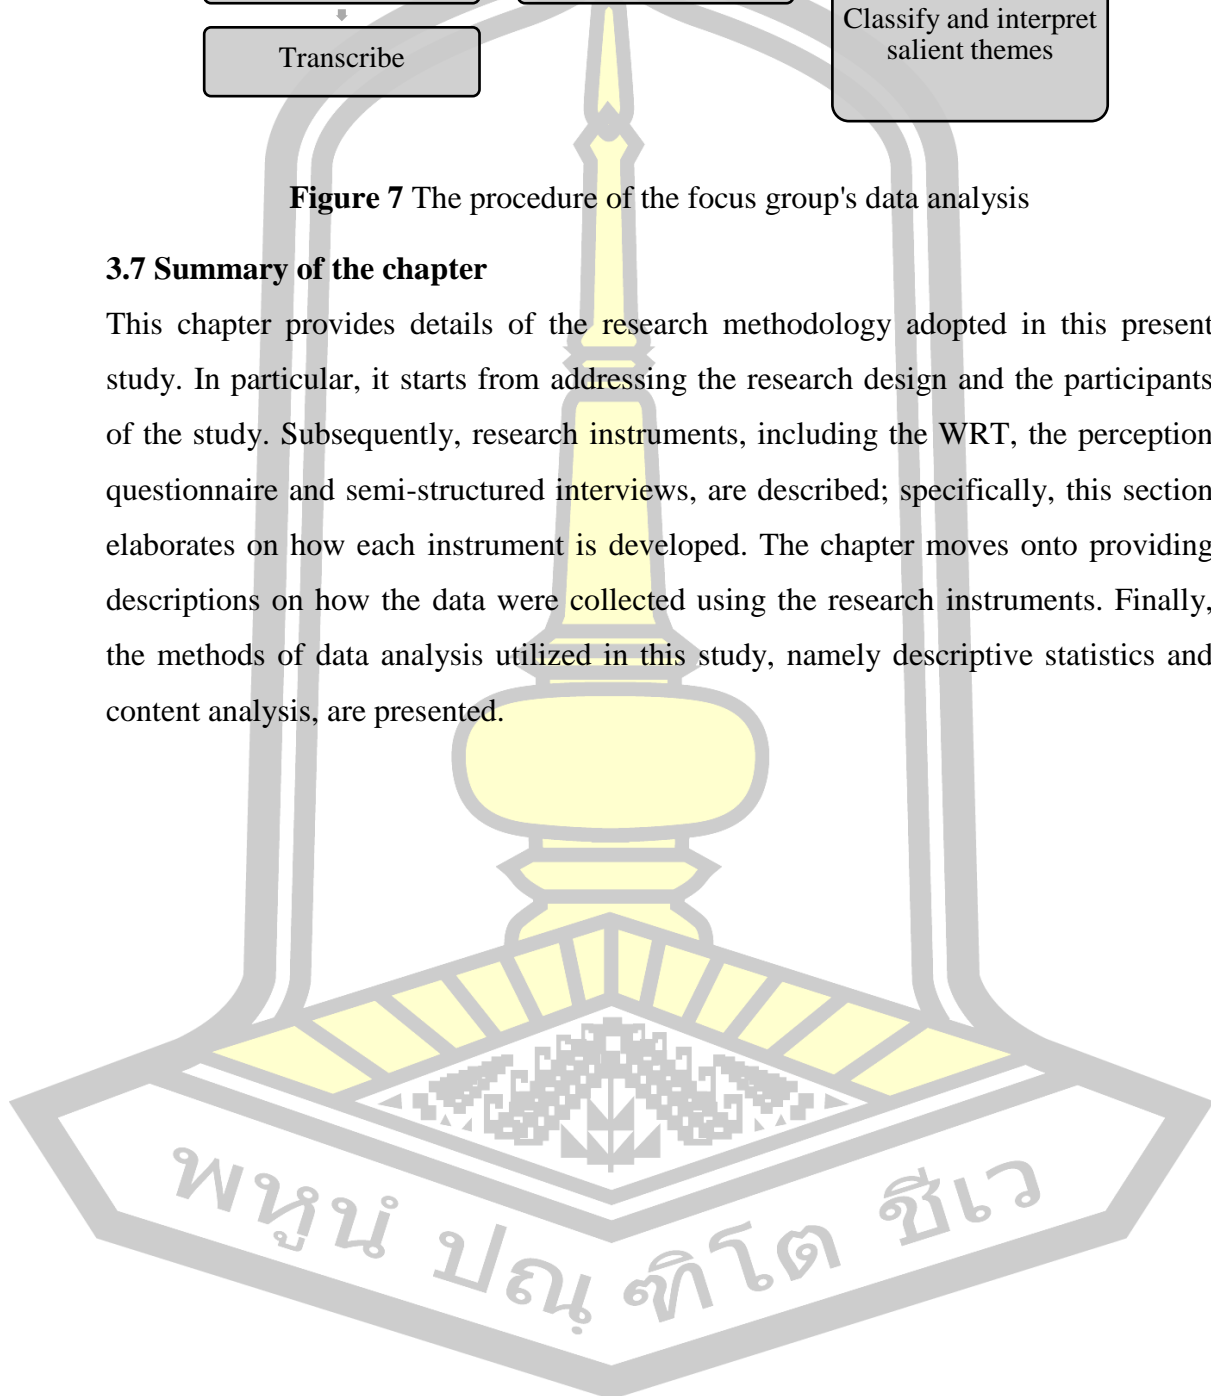 Classify and interpret
salient themes
Transcribe
Figure 7 The procedure of the focus group's data analysis
3.7 Summary of the chapter
This chapter provides details of the research methodology adopted in this present
study. In particular, it starts from addressing the research design and the participants
of the study. Subsequently, research instruments, including the WRT, the perception
questionnaire and semi-structured interviews, are described; specifically, this section
elaborates on how each instrument is developed. The chapter moves onto providing
descriptions on how the data were collected using the research instruments. Finally,
the methods of data analysis utilized in this study, namely descriptive statistics and
content analysis, are presented.
พหูนํ ปณฺฑิโต ชีเว